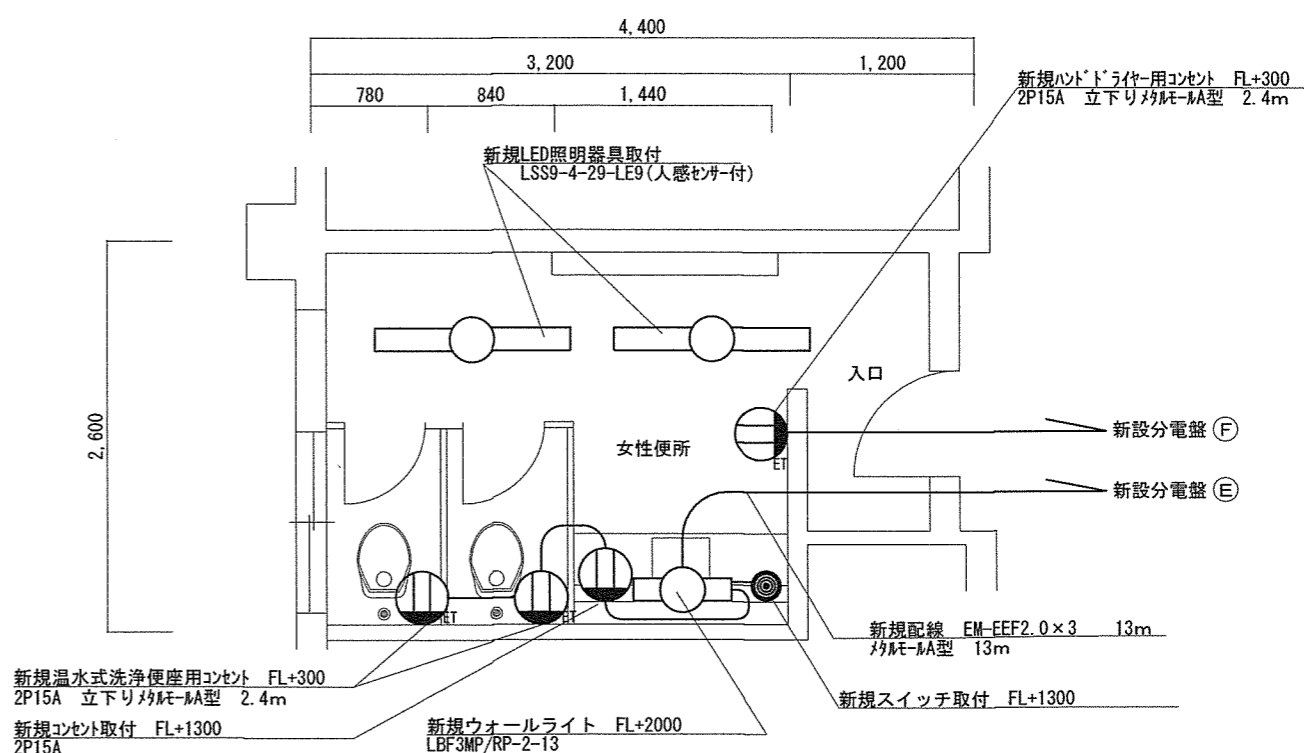 4,400
3,200
1,200
780
840
1,440
新規ﾊﾝﾄﾞﾄﾞﾗｲﾔｰ用ｺﾝｾﾝﾄ FL+300
2P15A 立下りﾒﾀﾙﾓｰﾙA型 2.4m
新規LED照明器具取付
LSS9-4-29-LE9(人感ｾﾝｻｰ付)
2,600
入口
女性便所
ET
新設分電盤 Ⓕ
新設分電盤 Ⓔ
ET
ET
新規配線 EM-EEF2.0×3 13m
ﾒﾀﾙﾓｰﾙA型 13m
新規温水式洗浄便座用ｺﾝｾﾝﾄ FL+300
2P15A 立下りﾒﾀﾙﾓｰﾙA型 2.4m
新規スイッチ取付 FL+1300
新規ｺﾝｾﾝﾄ取付 FL+1300
2P15A
新規ウォールライト FL+2000
LBF3MP/RP-2-13